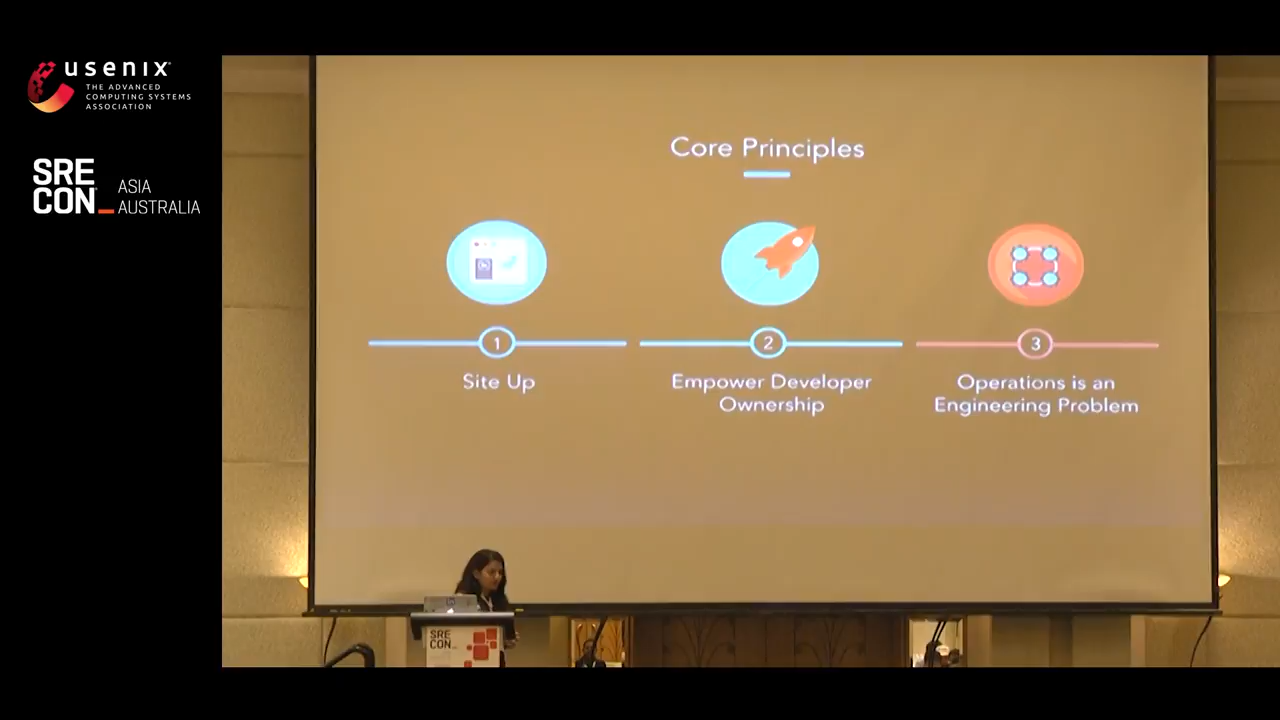 usenix
THE ADVANCED
COMPUTING SYSTEMS
ASSOCIATION
SRE
CON_
ASIA
AUSTRALIA
Core Principles
1
2
3
Site Up
Empower Developer
Ownership
Operations is an
Engineering Problem
SRE
CON